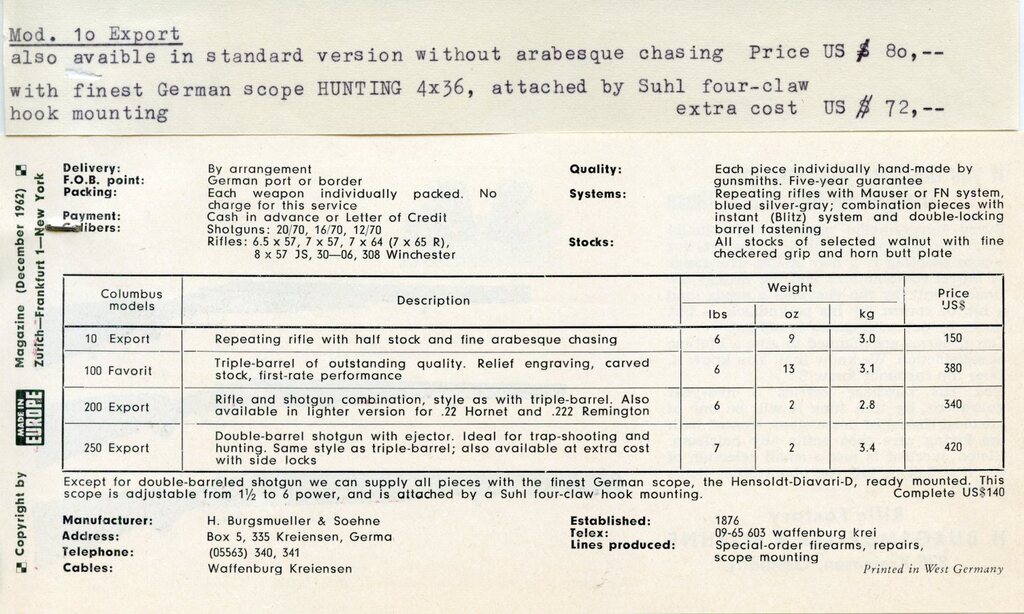 Mod. 1o Export
also avaible in standard version without arabesque chasing Price US $ 8o,--
with finest German scope HUNTING 4x36, attached by Suhl four-claw
hook mounting extra cost US $ 72,--
Delivery: By arrangement
F.O.B. point: German port or border
Packing: Each weapon individually packed. No
charge for this service
Payment: Cash in advance or Letter of Credit
Calibers: Shotguns: 20/70, 16/70, 12/70
Rifles: 6.5 x 57, 7 x 57, 7 x 64 (7 x 65 R),
8 x 57 JS, 30—06, 308 Winchester
Quality: Each piece individually hand-made by
gunsmiths. Five-year guarantee
Systems: Repeating rifles with Mauser or FN system,
blued silver-gray; combination pieces with
instant (Blitz) system and double-locking
barrel fastening
Stocks: All stocks of selected walnut with fine
checkered grip and horn butt plate
Columbus models Description Weight Price US$
lbs oz kg
10 Export Repeating rifle with half stock and fine arabesque chasing 6 9 3.0 150
100 Favorit Triple-barrel of outstanding quality. Relief engraving, carved
stock, first-rate performance 6 13 3.1 380
200 Export Rifle and shotgun combination, style as with triple-barrel. Also
available in lighter version for .22 Hornet and .222 Remington 6 2 2.8 340
250 Export Double-barrel shotgun with ejector. Ideal for trap-shooting and
hunting. Same style as triple-barrel; also available at extra cost
with side locks 7 2 3.4 420
Except for double-barreled shotgun we can supply all pieces with the finest German scope, the Hensoldt-Diavari-D, ready mounted. This
scope is adjustable from 1½ to 6 power, and is attached by a Suhl four-claw hook mounting. Complete US$140
Manufacturer: H. Burgsmueller & Soehne
Address: Box 5, 335 Kreiensen, Germa
Telephone: (05563) 340, 341
Cables: Waffenburg Kreiensen
Established: 1876
Telex: 09-65 603 waffenburg krei
Lines produced: Special-order firearms, repairs,
scope mounting
Printed in West Germany
Copyright by MADE IN EUROPE Magazine (December 1962)
Zurich—Frankfurt 1—New York